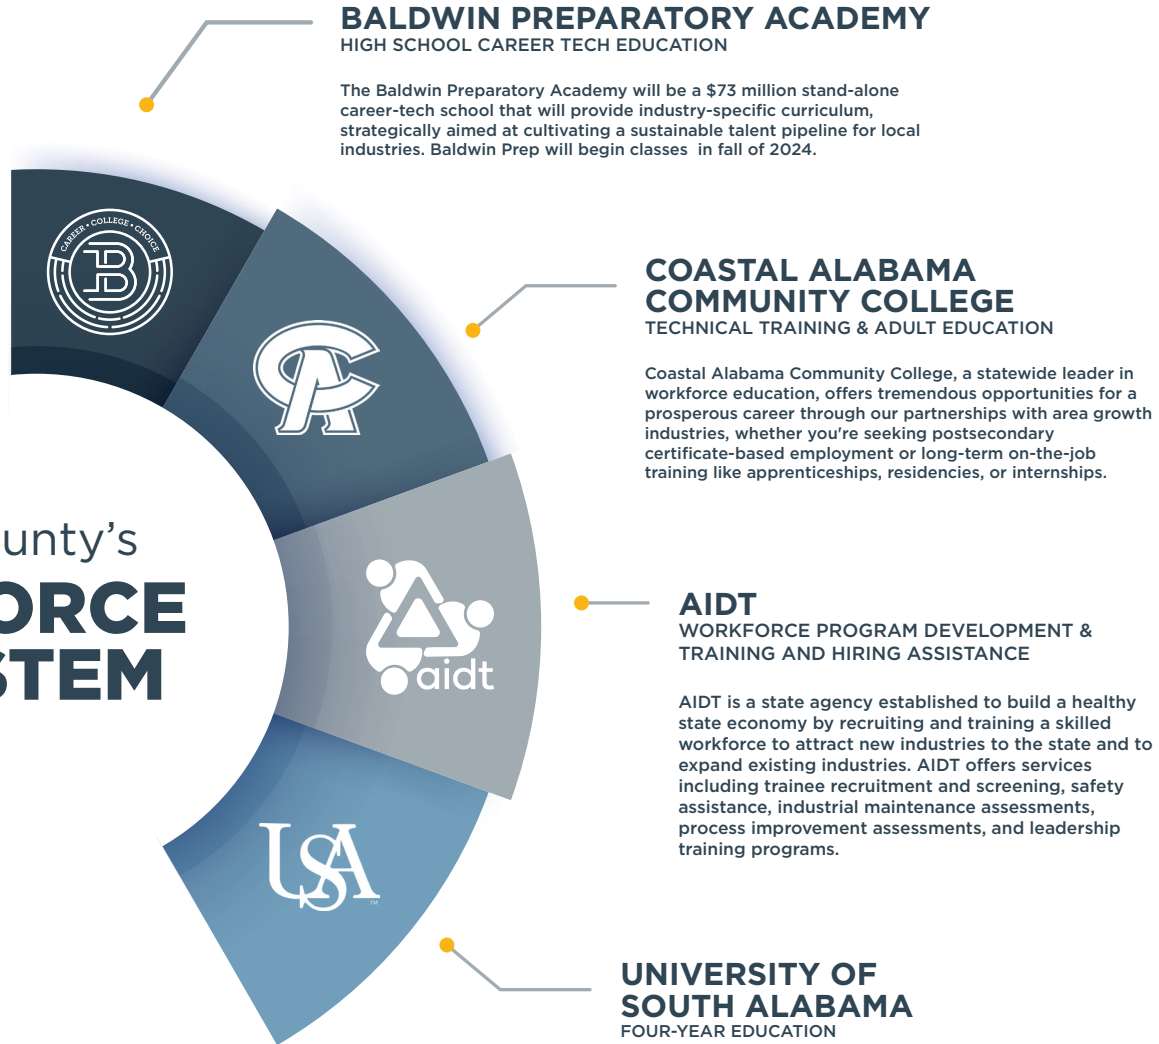 BALDWIN PREPARATORY ACADEMY
HIGH SCHOOL CAREER TECH EDUCATION
The Baldwin Preparatory Academy will be a $73 million stand-alone
career-tech school that will provide industry-specific curriculum,
strategically aimed at cultivating a sustainable talent pipeline for local
industries. Baldwin Prep will begin classes in fall of 2024.
CAREER • COLLEGE • CHOICE
B
COASTAL ALABAMA
COMMUNITY COLLEGE
TECHNICAL TRAINING & ADULT EDUCATION
Coastal Alabama Community College, a statewide leader in
workforce education, offers tremendous opportunities for a
prosperous career through our partnerships with area growth
industries, whether you're seeking postsecondary
certificate-based employment or long-term on-the-job
training like apprenticeships, residencies, or internships.
CA
unty's
ORCE
STEM
AIDT
WORKFORCE PROGRAM DEVELOPMENT &
TRAINING AND HIRING ASSISTANCE
AIDT is a state agency established to build a healthy
state economy by recruiting and training a skilled
workforce to attract new industries to the state and to
expand existing industries. AIDT offers services
including trainee recruitment and screening, safety
assistance, industrial maintenance assessments,
process improvement assessments, and leadership
training programs.
aidt
USA
™
UNIVERSITY OF
SOUTH ALABAMA
FOUR-YEAR EDUCATION